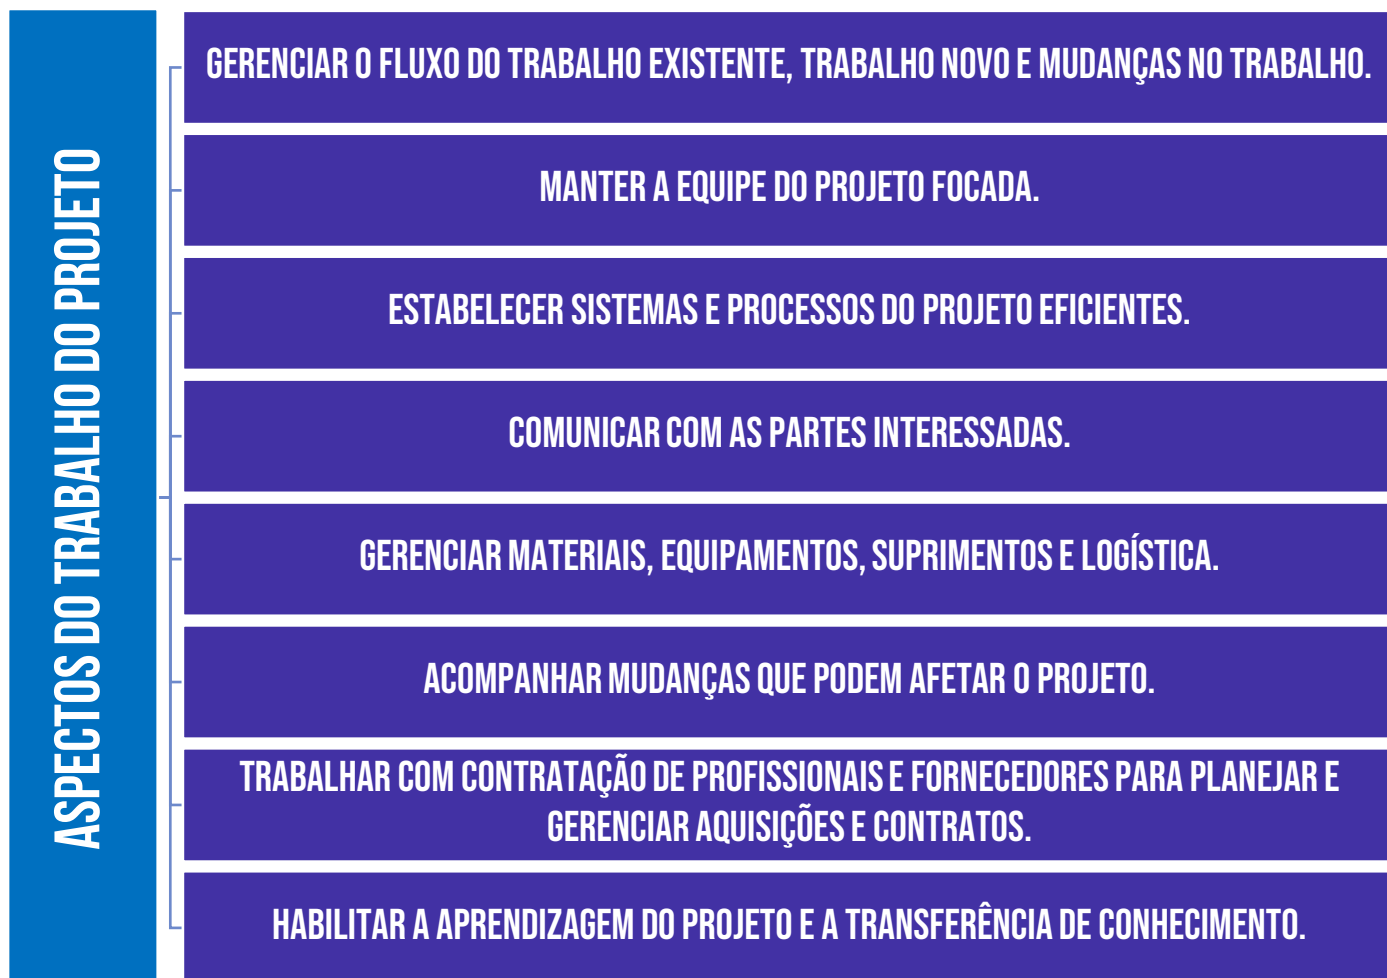 ASPECTOS DO TRABALHO DO PROJETO
GERENCIAR O FLUXO DO TRABALHO EXISTENTE, TRABALHO NOVO E MUDANÇAS NO TRABALHO.
MANTER A EQUIPE DO PROJETO FOCADA.
ESTABELECER SISTEMAS E PROCESSOS DO PROJETO EFICIENTES.
COMUNICAR COM AS PARTES INTERESSADAS.
GERENCIAR MATERIAIS, EQUIPAMENTOS, SUPRIMENTOS E LOGÍSTICA.
ACOMPANHAR MUDANÇAS QUE PODEM AFETAR O PROJETO.
TRABALHAR COM CONTRATAÇÃO DE PROFISSIONAIS E FORNECEDORES PARA PLANEJAR E
GERENCIAR AQUISIÇÕES E CONTRATOS.
HABILITAR A APRENDIZAGEM DO PROJETO E A TRANSFERÊNCIA DE CONHECIMENTO.